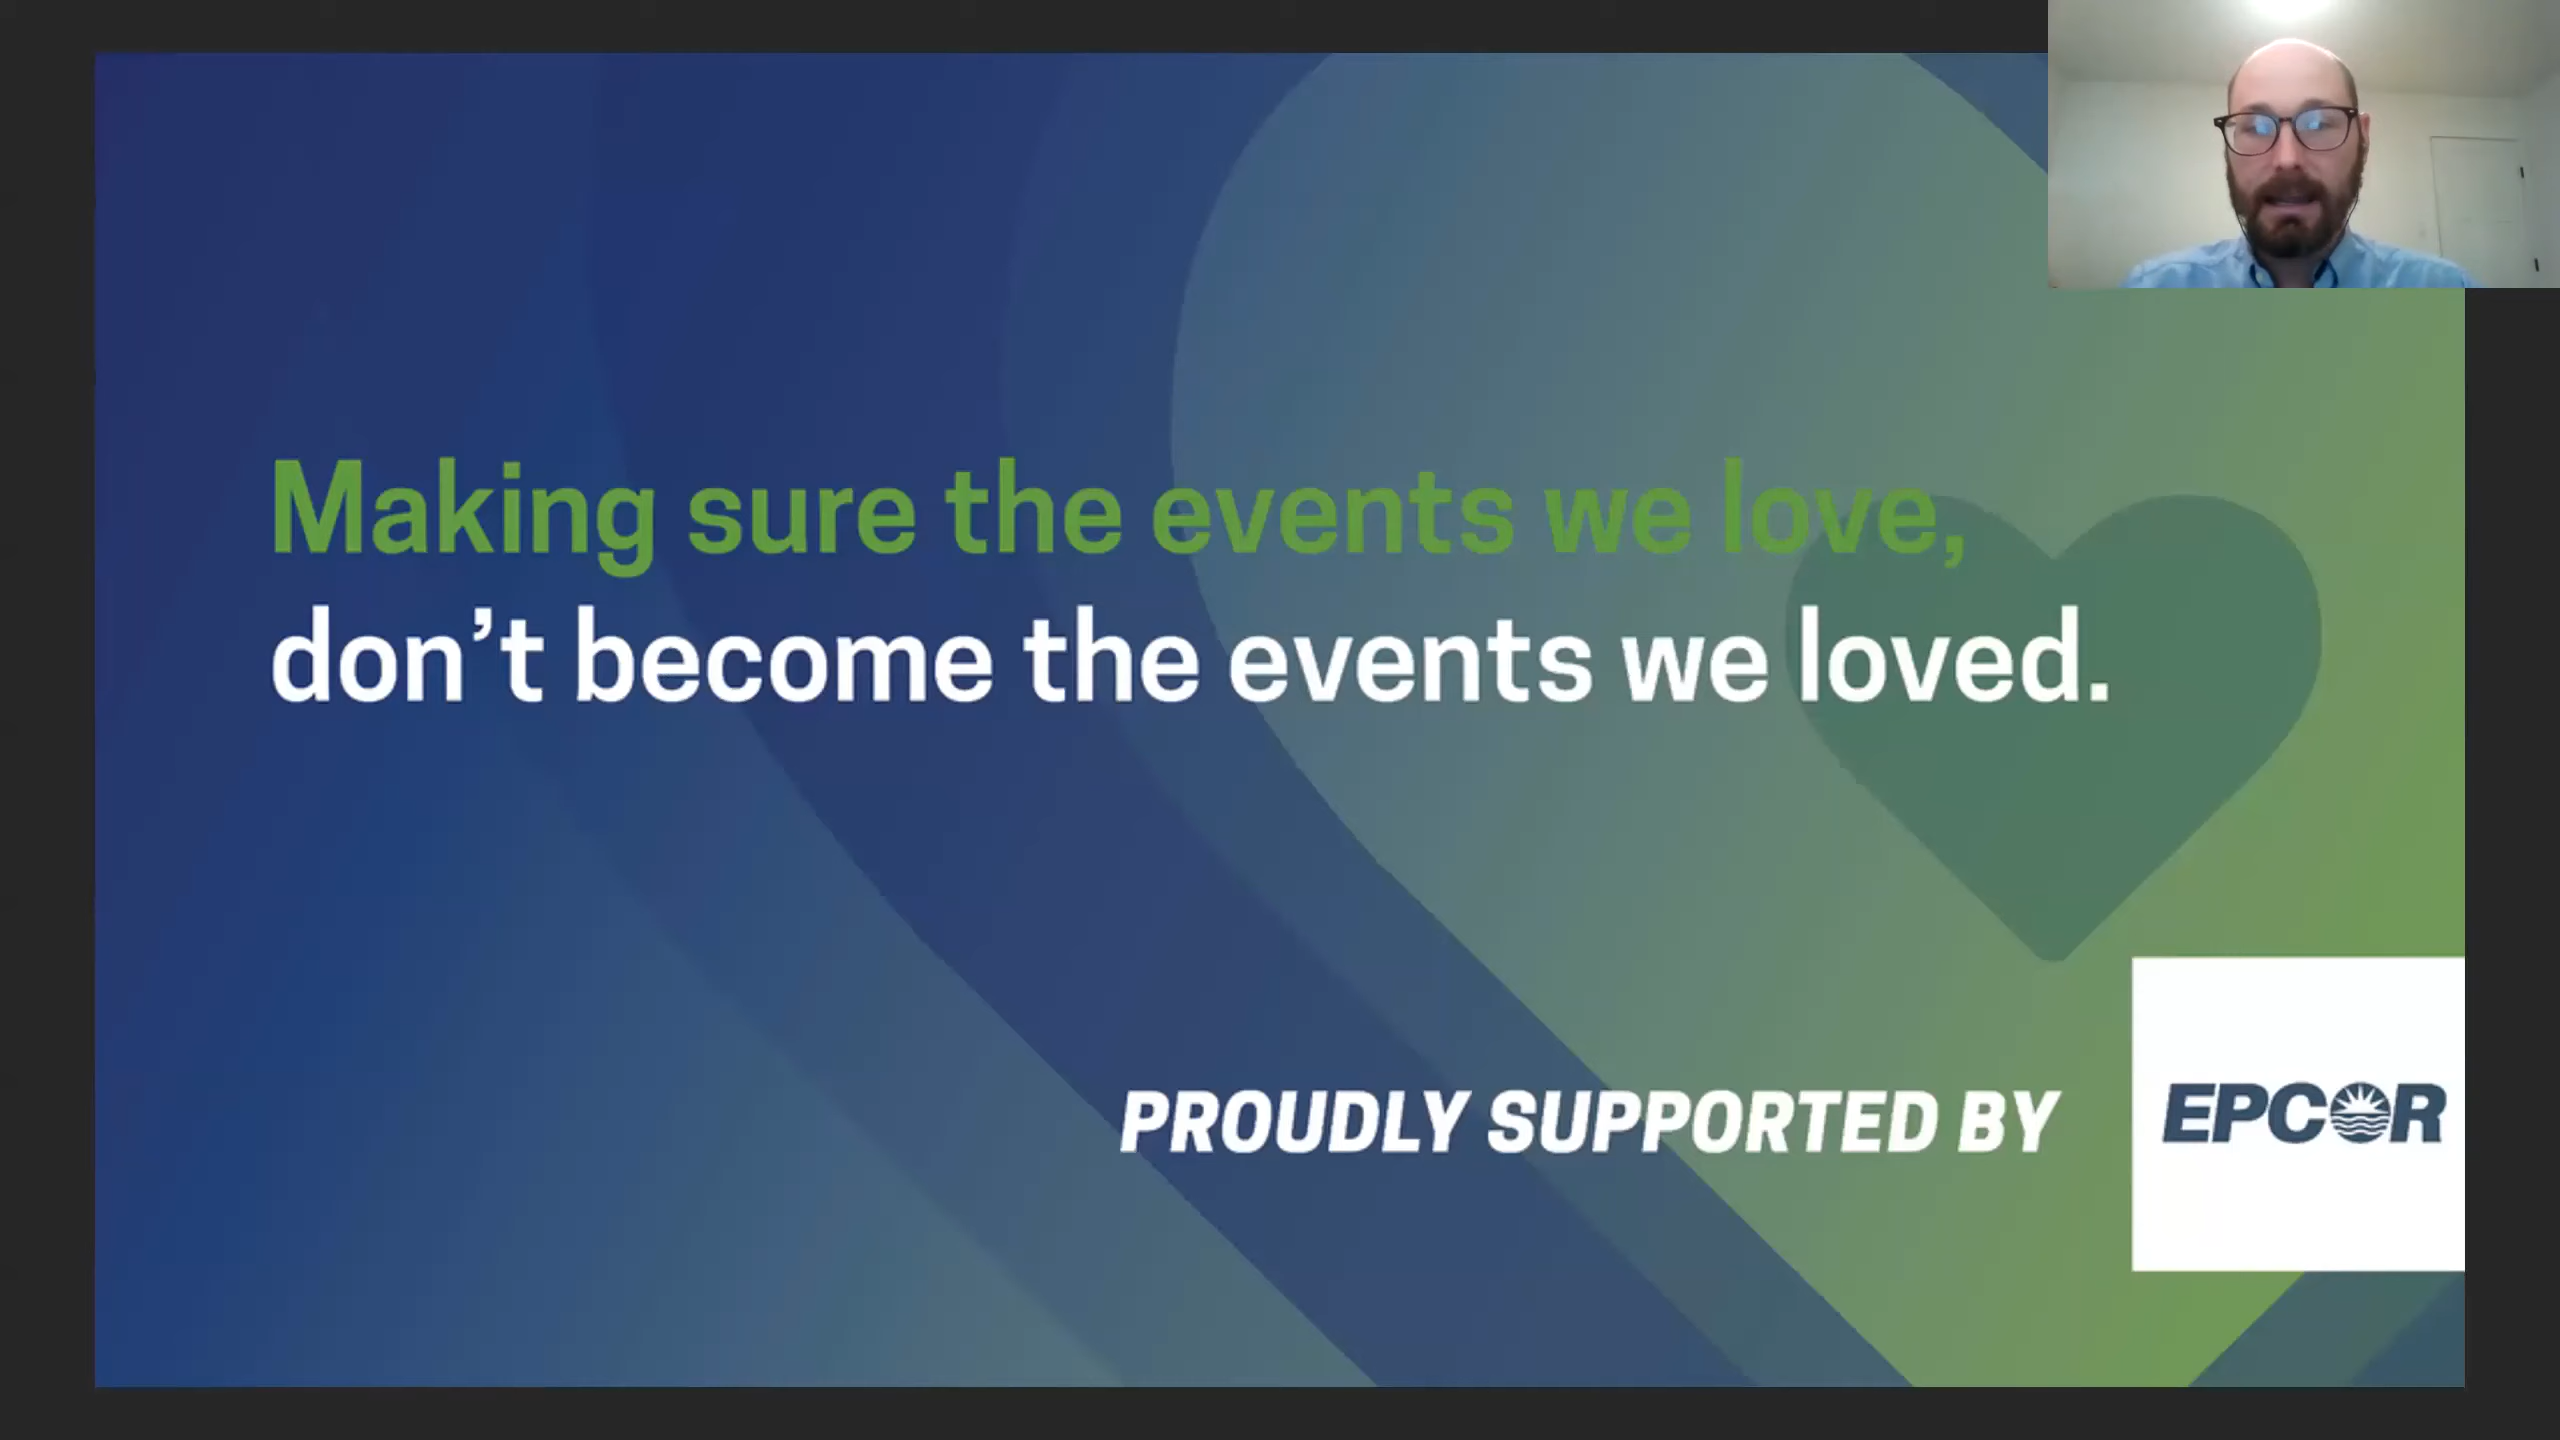 Making sure the events we love,
don’t become the events we loved.
PROUDLY SUPPORTED BY
EPCOR